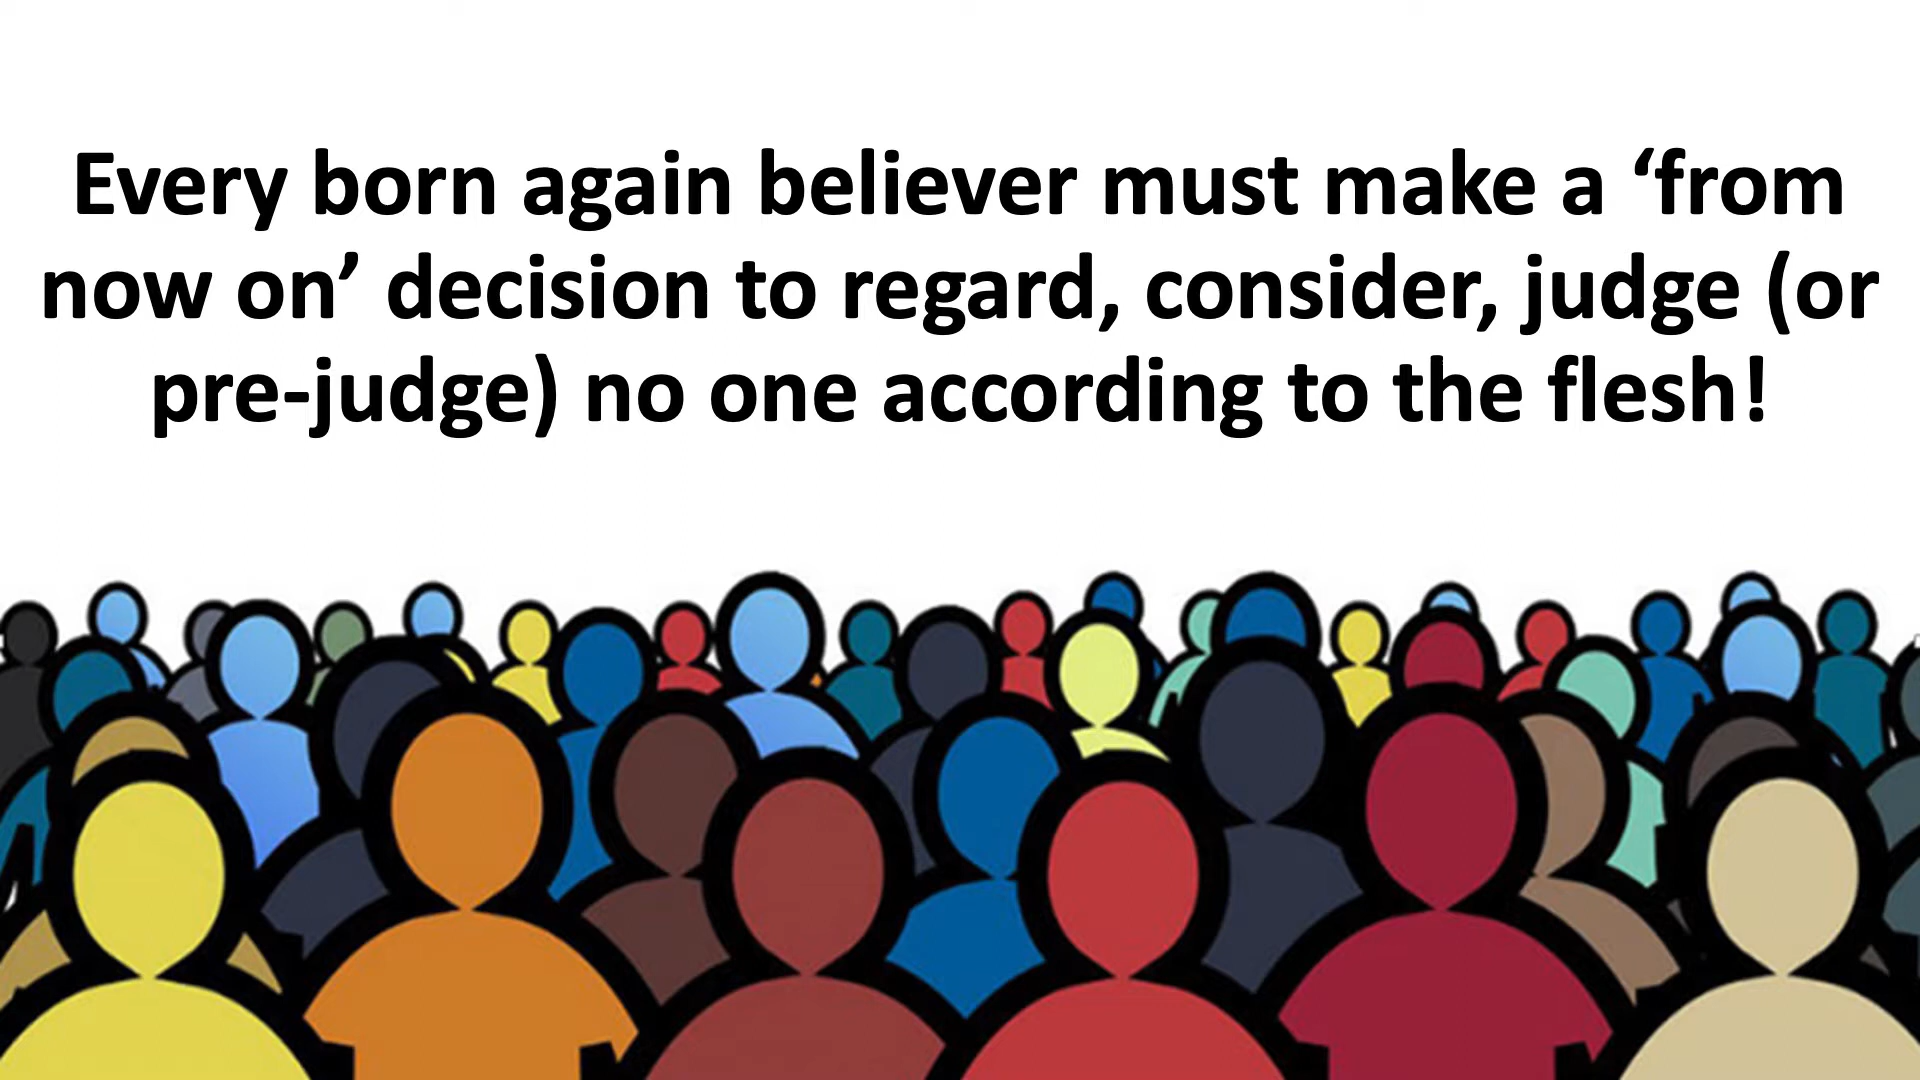 Every born again believer must make a ‘from
now on’ decision to regard, consider, judge (or
pre-judge) no one according to the flesh!